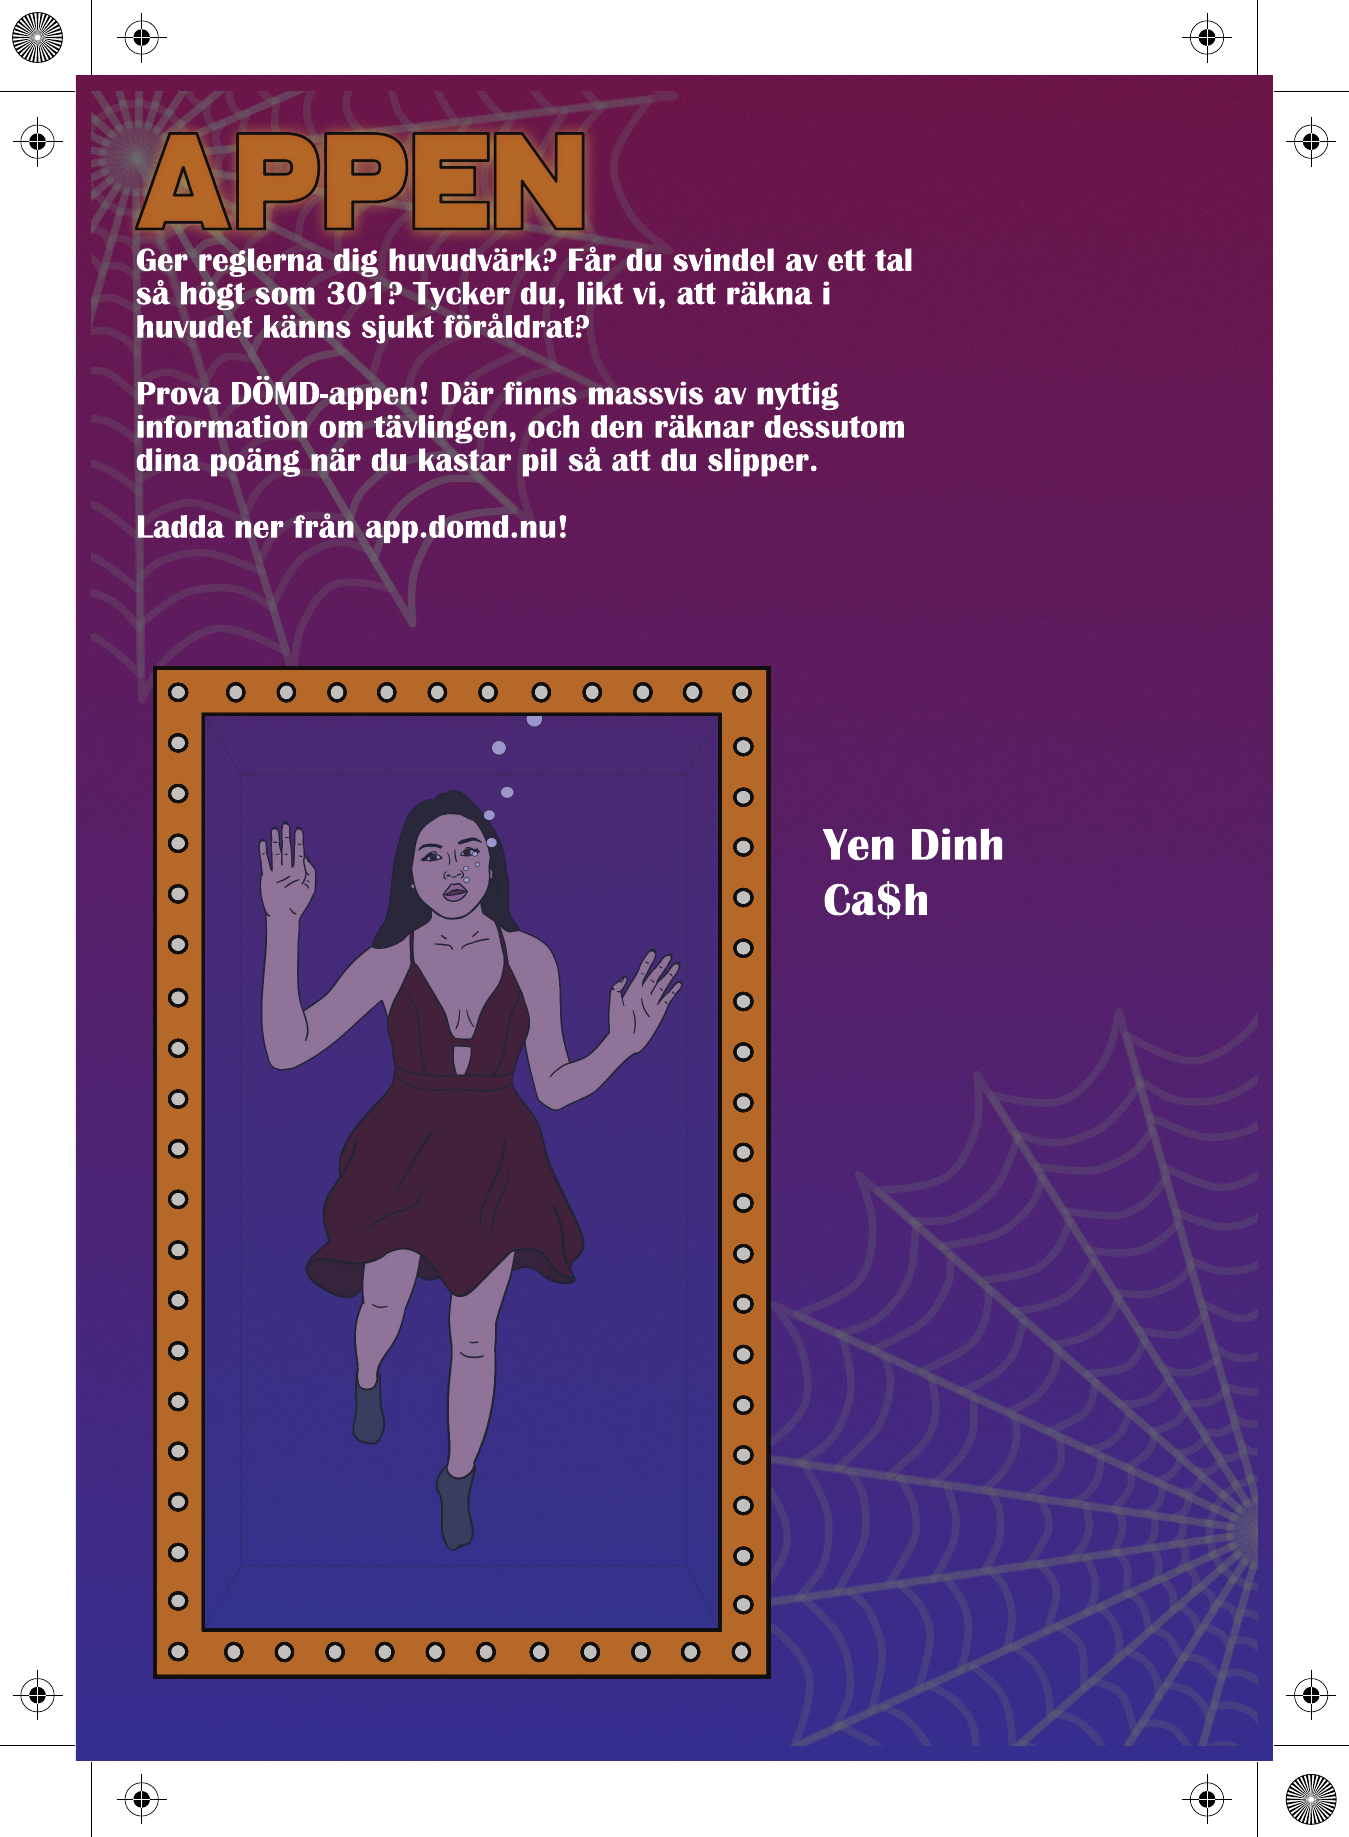 APPEN
Ger reglerna dig huvudvärk? Får du svindel av ett tal
så högt som 301? Tycker du, likt vi, att räkna i
huvudet känns sjukt föråldrat?
Prova DÖMD-appen! Där finns massvis av nyttig
information om tävlingen, och den räknar dessutom
dina poäng när du kastar pil så att du slipper.
Ladda ner från app.domd.nu!
Yen Dinh
Ca$h